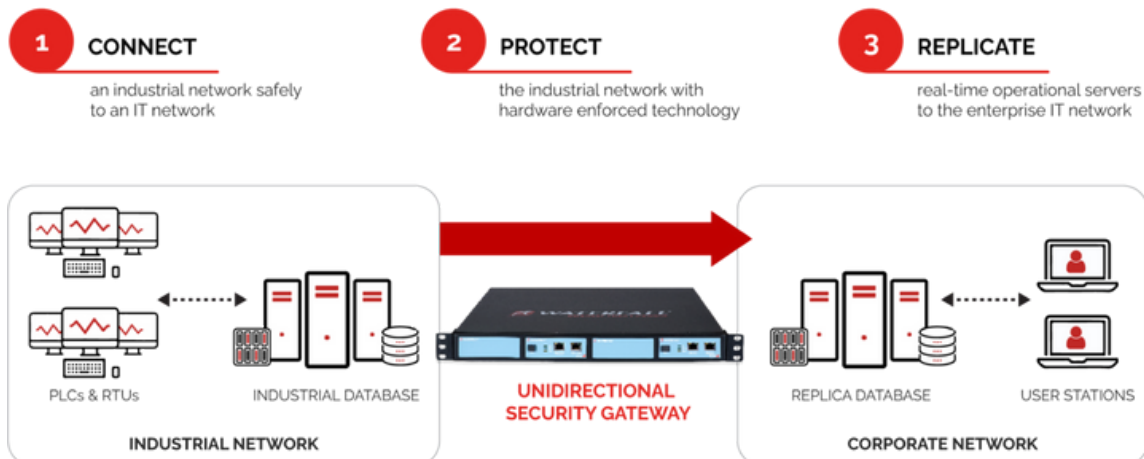 1 CONNECT
an industrial network safely
to an IT network
2 PROTECT
the industrial network with
hardware enforced technology
3 REPLICATE
real-time operational servers
to the enterprise IT network
WATERFALL
PLCs & RTUs
INDUSTRIAL DATABASE
INDUSTRIAL NETWORK
UNIDIRECTIONAL
SECURITY GATEWAY
REPLICA DATABASE
USER STATIONS
CORPORATE NETWORK